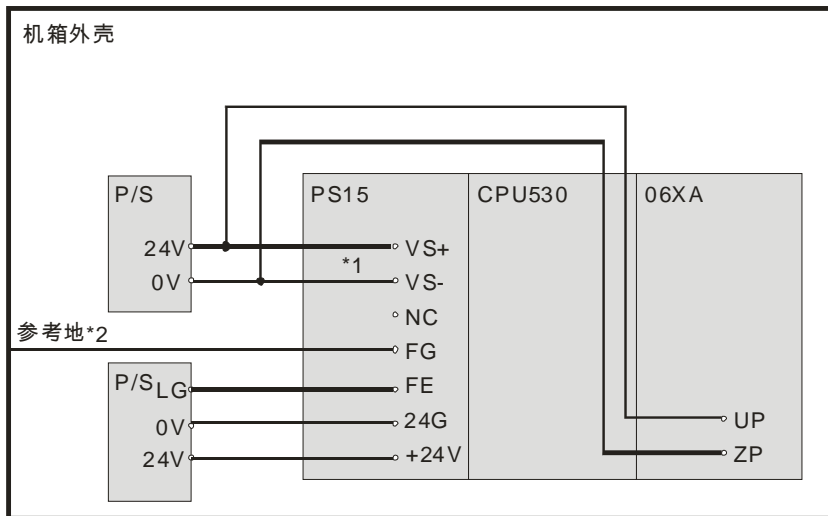 机箱外壳
P/S
PS15
CPU530
06XA
24V
VS+
0V
*1
VS-
NC
参考地*2
FG
P/S
LG
FE
0V
24G
UP
24V
+24V
ZP